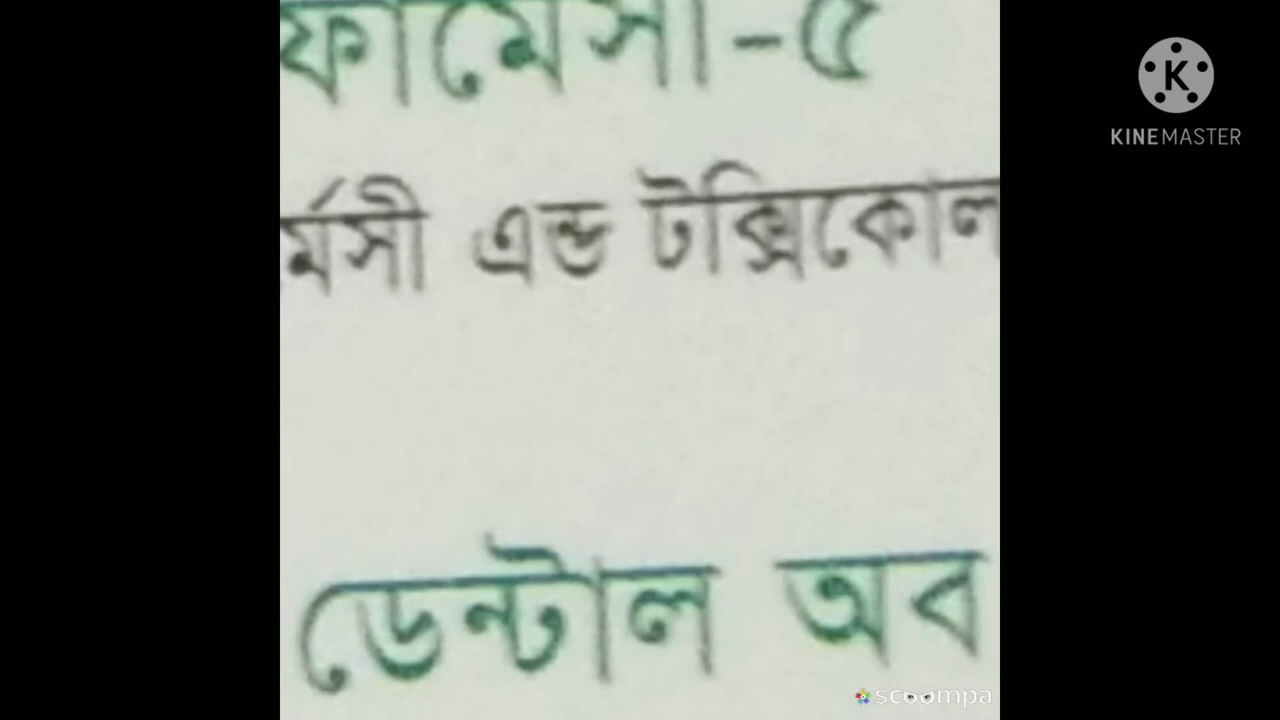 ফার্মেসী-৫
র্মসী এন্ড টক্সিকোল
ডেন্টাল অব
KINEMASTER
scoompa